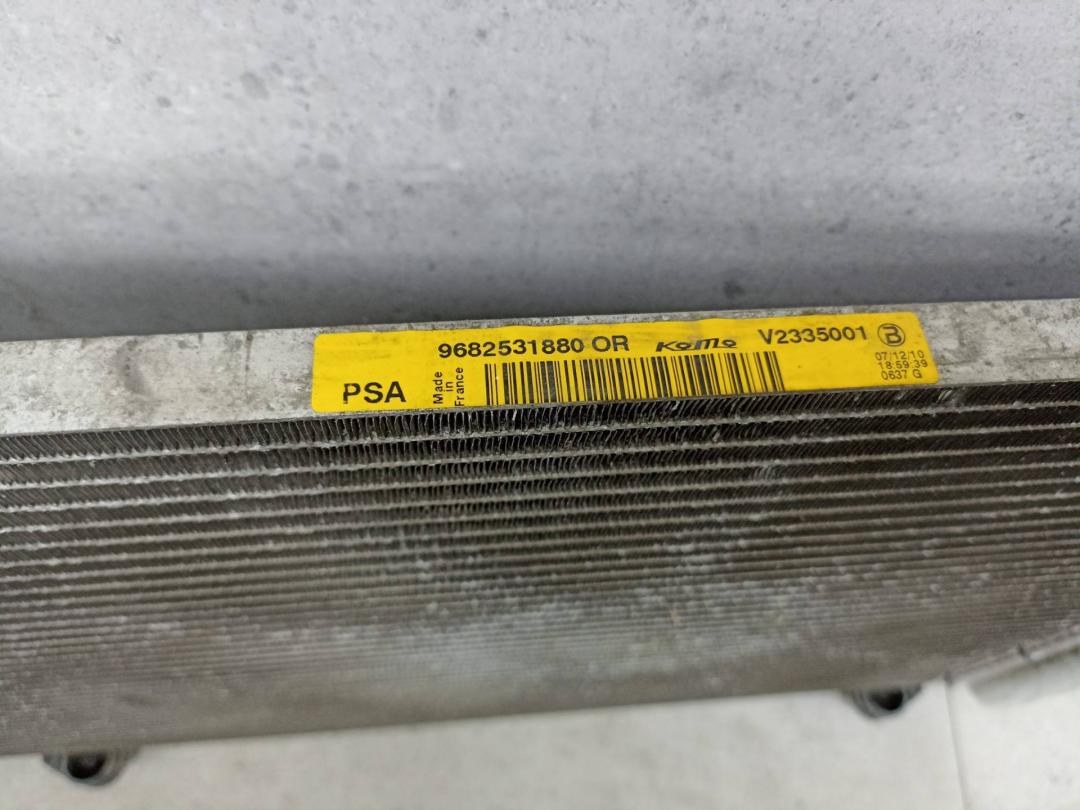 9682531880 OR KoMo V2335001 B
PSA
Made
in
France
07/12/10
18:59:39
0637 G